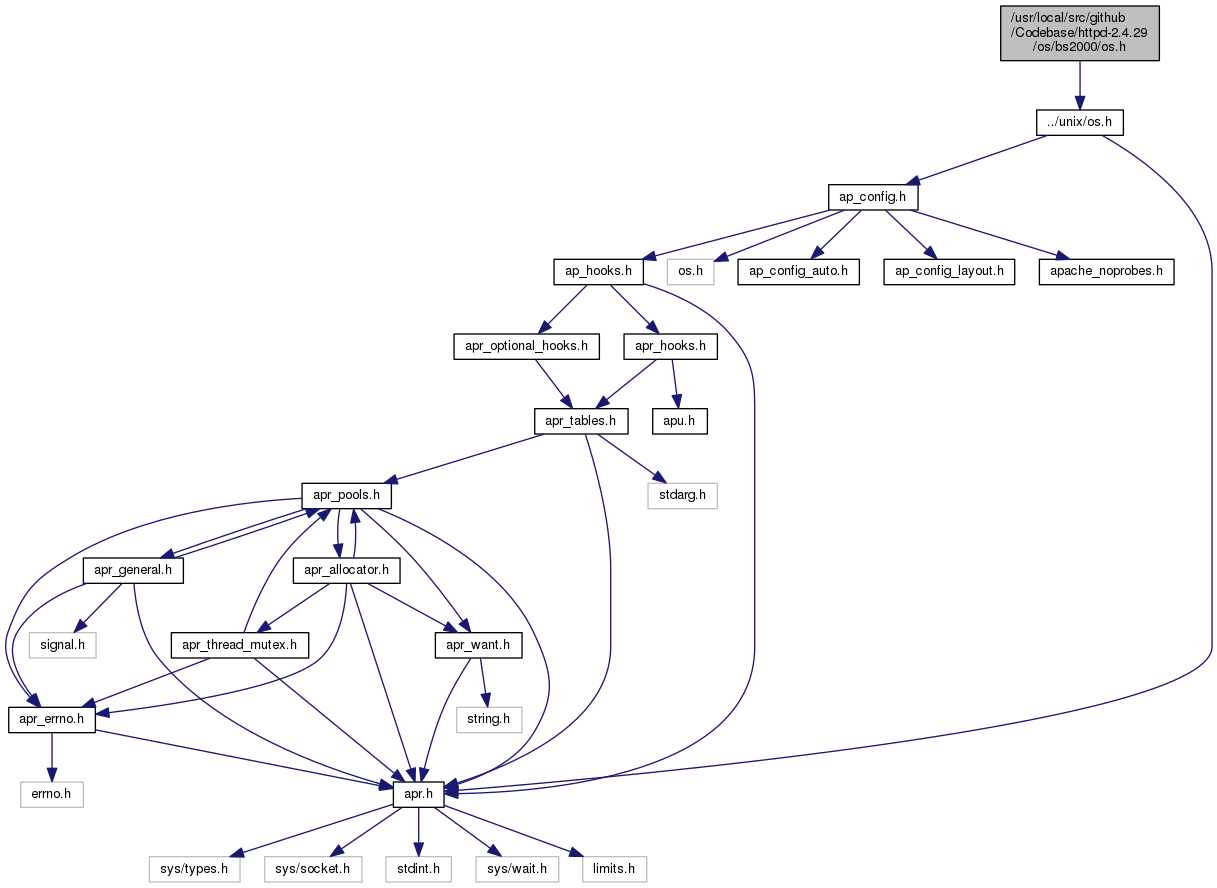 /usr/local/src/github
/Codebase/httpd-2.4.29
/os/bs2000/os.h
../unix/os.h
ap_config.h
ap_hooks.h
os.h
ap_config_auto.h
ap_config_layout.h
apache_noprobes.h
apr_optional_hooks.h
apr_hooks.h
apr_tables.h
apu.h
apr_pools.h
stdarg.h
apr_general.h
apr_allocator.h
signal.h
apr_thread_mutex.h
apr_want.h
apr_errno.h
string.h
errno.h
apr.h
sys/types.h
sys/socket.h
stdint.h
sys/wait.h
limits.h